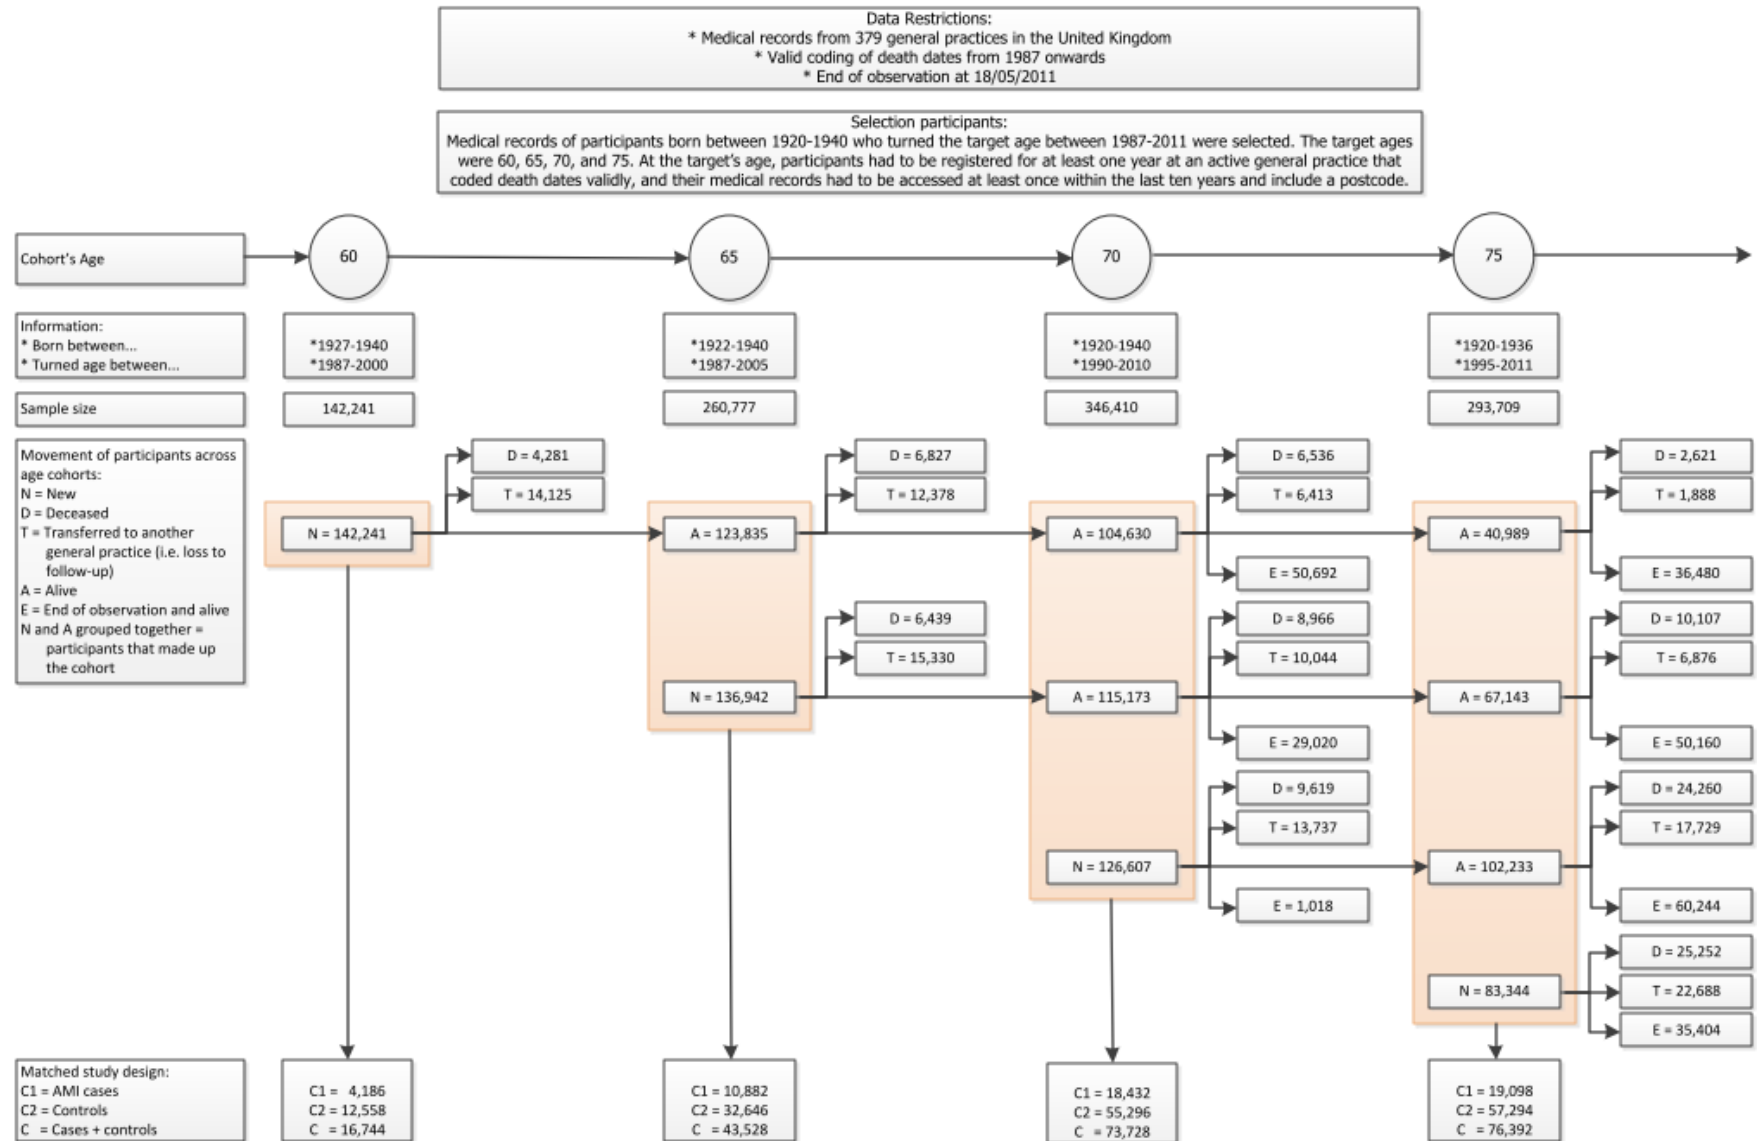 Data Restrictions:
* Medical records from 379 general practices in the United Kingdom
* Valid coding of death dates from 1987 onwards
* End of observation at 18/05/2011
Selection participants:
Medical records of participants born between 1920-1940 who turned the target age between 1987-2011 were selected. The target ages
were 60, 65, 70, and 75. At the target's age, participants had to be registered for at least one year at an active general practice that
coded death dates validly, and their medical records had to be accessed at least once within the last ten years and include a postcode.
Cohort's Age
60
65
70
75
Information:
* Born between...
* Turned age between...
*1927-1940
*1987-2000
*1922-1940
*1987-2005
*1920-1940
*1990-2010
*1920-1936
*1995-2011
Sample size
142,241
260,777
346,410
293,709
Movement of participants across
age cohorts:
N = New
D = Deceased
T = Transferred to another
general practice (i.e. loss to
follow-up)
A = Alive
E = End of observation and alive
N and A grouped together =
participants that made up
the cohort
N = 142,241
D = 4,281
T = 14,125
A = 123,835
D = 6,827
T = 12,378
N = 136,942
D = 6,439
T = 15,330
A = 104,630
D = 6,536
T = 6,413
E = 50,692
A = 115,173
D = 8,966
T = 10,044
E = 29,020
N = 126,607
D = 9,619
T = 13,737
E = 1,018
A = 40,989
D = 2,621
T = 1,888
E = 36,480
A = 67,143
D = 10,107
T = 6,876
E = 50,160
A = 102,233
D = 24,260
T = 17,729
E = 60,244
N = 83,344
D = 25,252
T = 22,688
E = 35,404
Matched study design:
C1 = AMI cases
C2 = Controls
C = Cases + controls
C1 = 4,186
C2 = 12,558
C = 16,744
C1 = 10,882
C2 = 32,646
C = 43,528
C1 = 18,432
C2 = 55,296
C = 73,728
C1 = 19,098
C2 = 57,294
C = 76,392